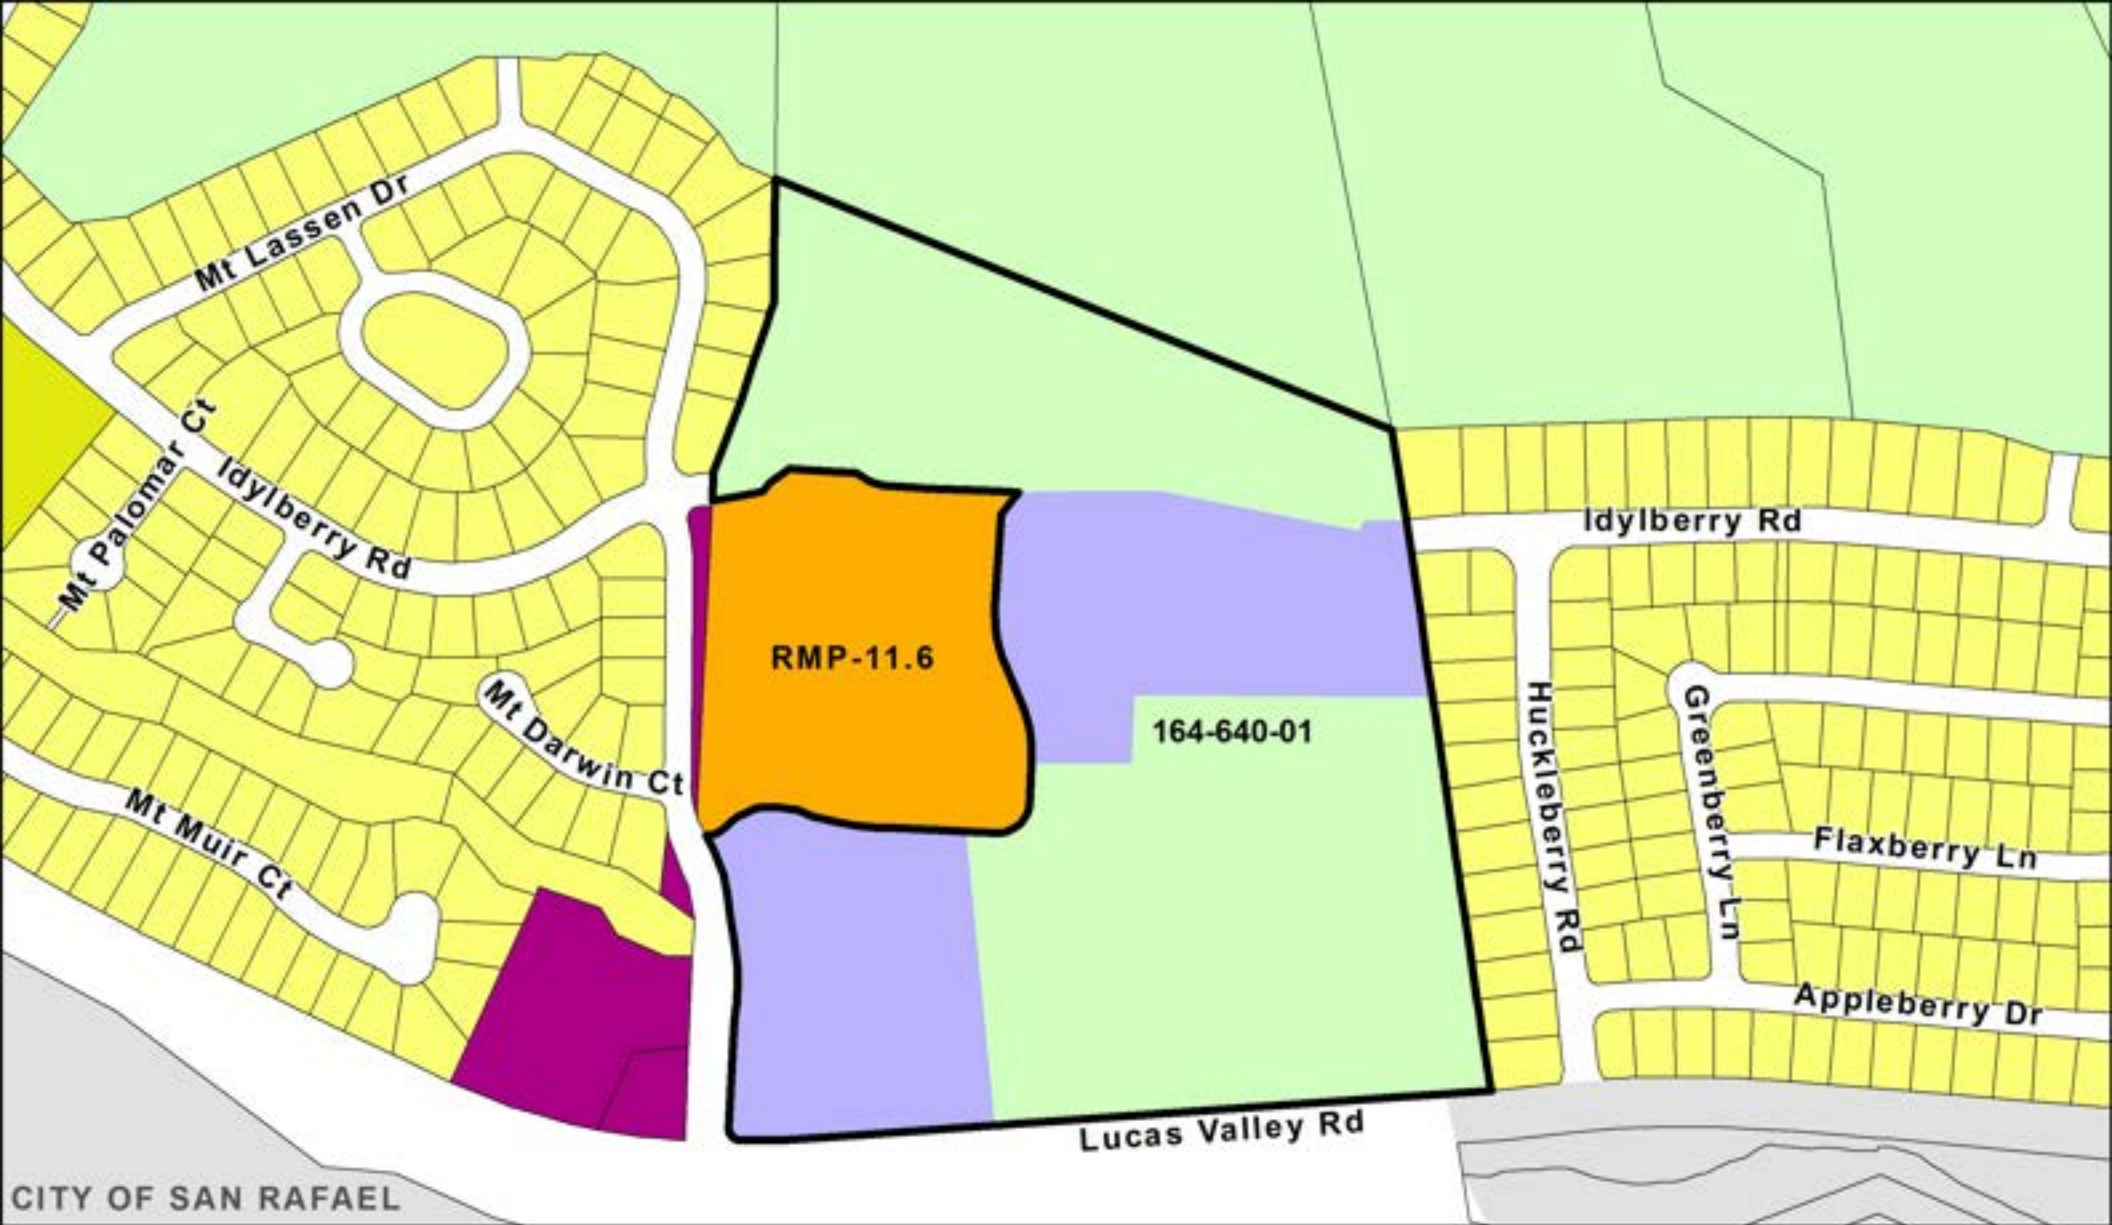 Mt Lassen Dr
Mt Palomar Ct
Idylberry Rd
Idylberry Rd
RMP-11.6
164-640-01
Mt Darwin Ct
Mt Muir Ct
Huckleberry Rd
Greenberry Ln
Flaxberry Ln
Appleberry Dr
Lucas Valley Rd
CITY OF SAN RAFAEL